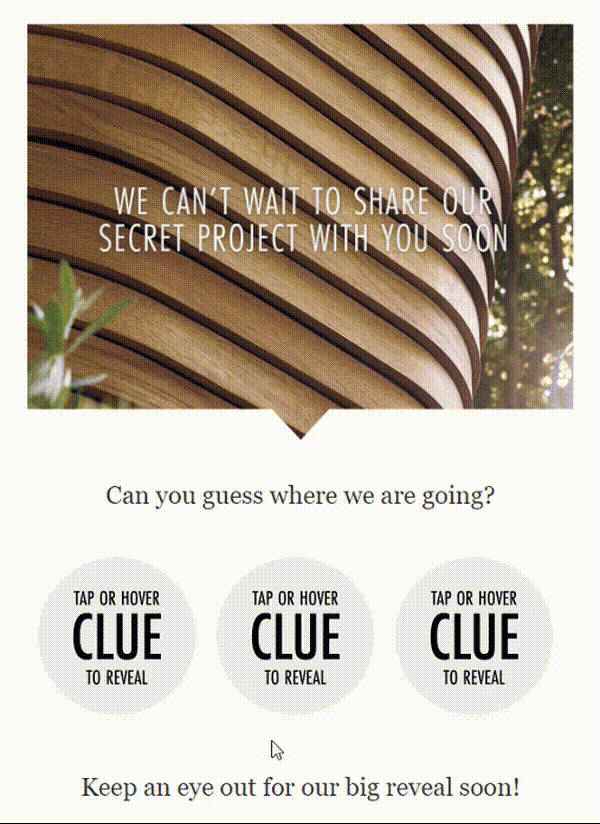 WE CAN'T WAIT TO SHARE OUR
SECRET PROJECT WITH YOU SOON
Can you guess where we are going?
TAP OR HOVER
CLUE
TO REVEAL
TAP OR HOVER
CLUE
TO REVEAL
TAP OR HOVER
CLUE
TO REVEAL
Keep an eye out for our big reveal soon!